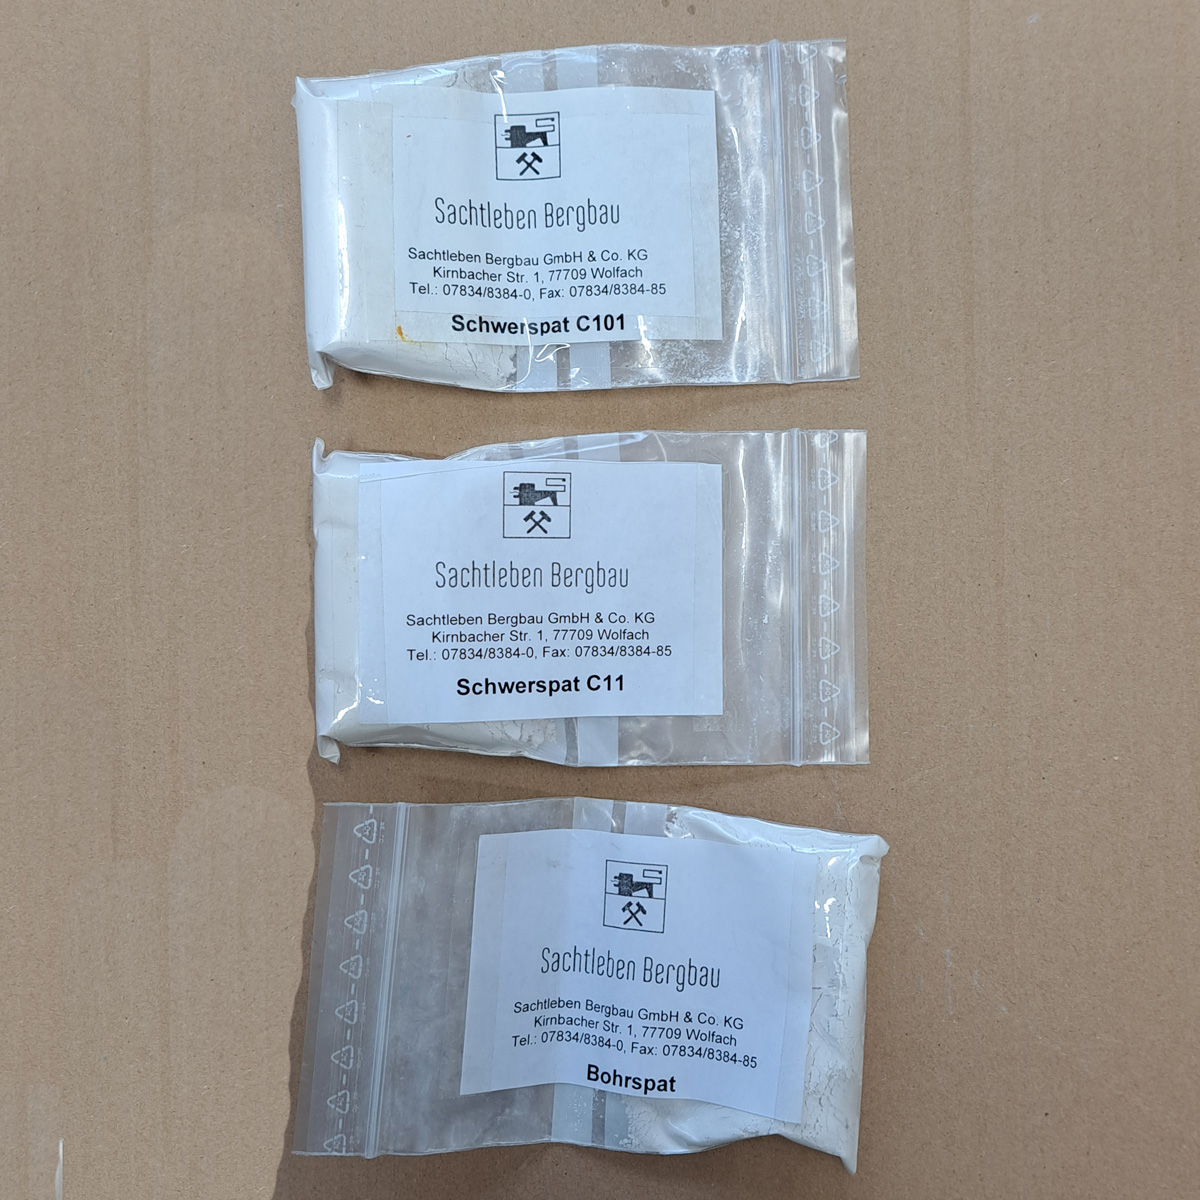 Sachtleben Bergbau
Sachtleben Bergbau GmbH & Co. KG
Kirnbacher Str. 1, 77709 Wolfach
Tel.: 07834/8384-0, Fax: 07834/8384-85
Schwerspat C101
Sachtleben Bergbau
Sachtleben Bergbau GmbH & Co. KG
Kirnbacher Str. 1, 77709 Wolfach
Tel.: 07834/8384-0, Fax: 07834/8384-85
Schwerspat C11
Sachtleben Bergbau
Sachtleben Bergbau GmbH & Co. KG
Kirnbacher Str. 1, 77709 Wolfach
Tel.: 07834/8384-0, Fax: 07834/8384-85
Bohrspat